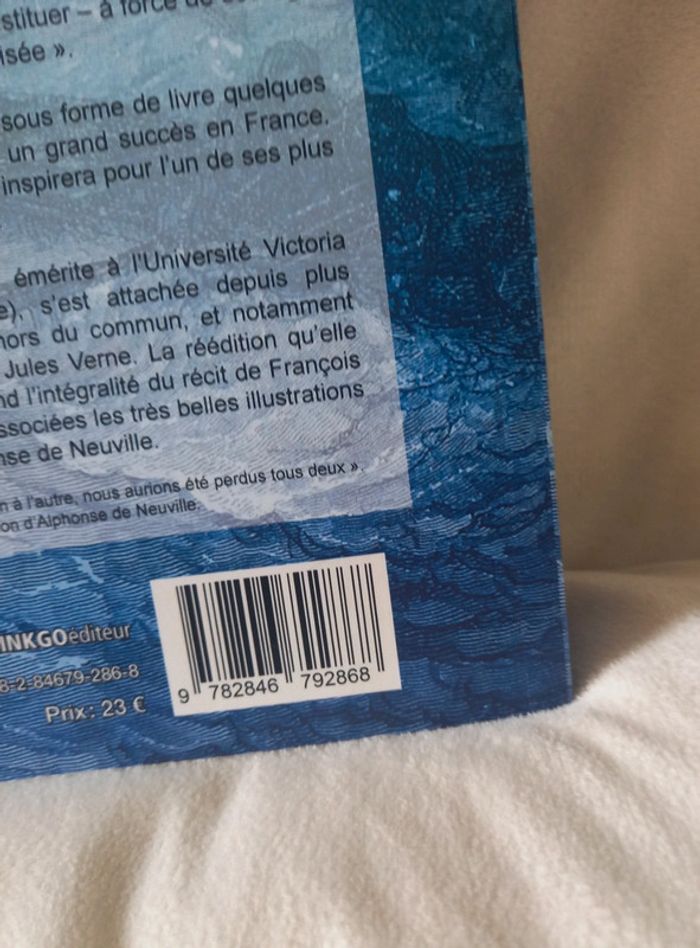 stituer – à force de
isée ».
sous forme de livre quelques
un grand succès en France.
inspirera pour l'un de ses plus
émérite à l'Université Victoria
e), s'est attachée depuis plus
hors du commun, et notamment
Jules Verne. La réédition qu'elle
nd l'intégralité du récit de François
ssociées les très belles illustrations
nse de Neuville.
n à l'autre, nous aurions été perdus tous deux ».
on d'Alphonse de Neuville.
INKGOéditeur
8-2-84679-286-8
Prix : 23 €
9 782846 792868